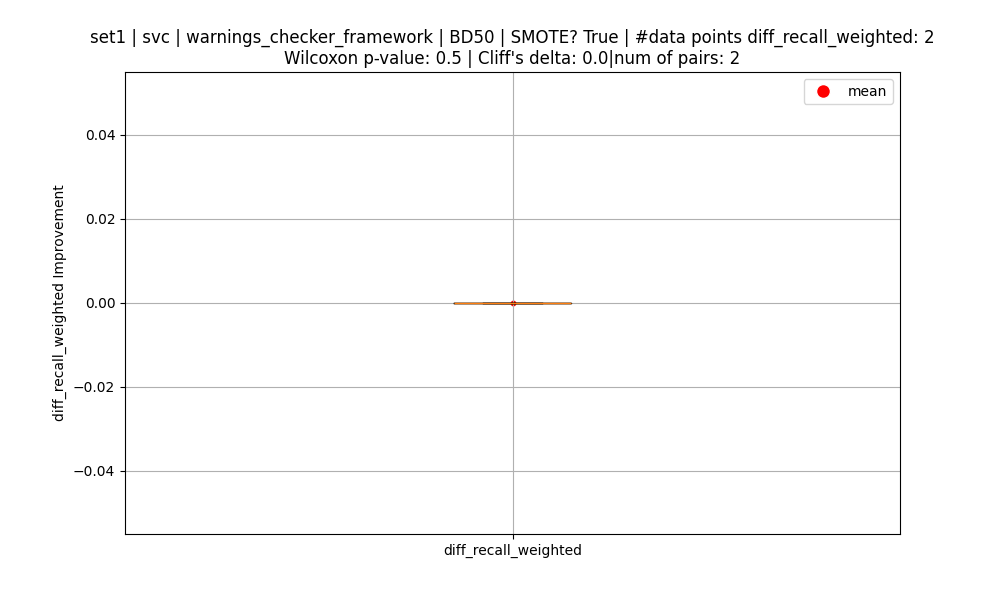 set1 | svc | warnings_checker_framework | BD50 | SMOTE? True | #data points diff_recall_weighted: 2
Wilcoxon p-value: 0.5 | Cliff's delta: 0.0|num of pairs: 2
mean
0.04
0.02
0.00
−0.02
−0.04
diff_recall_weighted Improvement
diff_recall_weighted